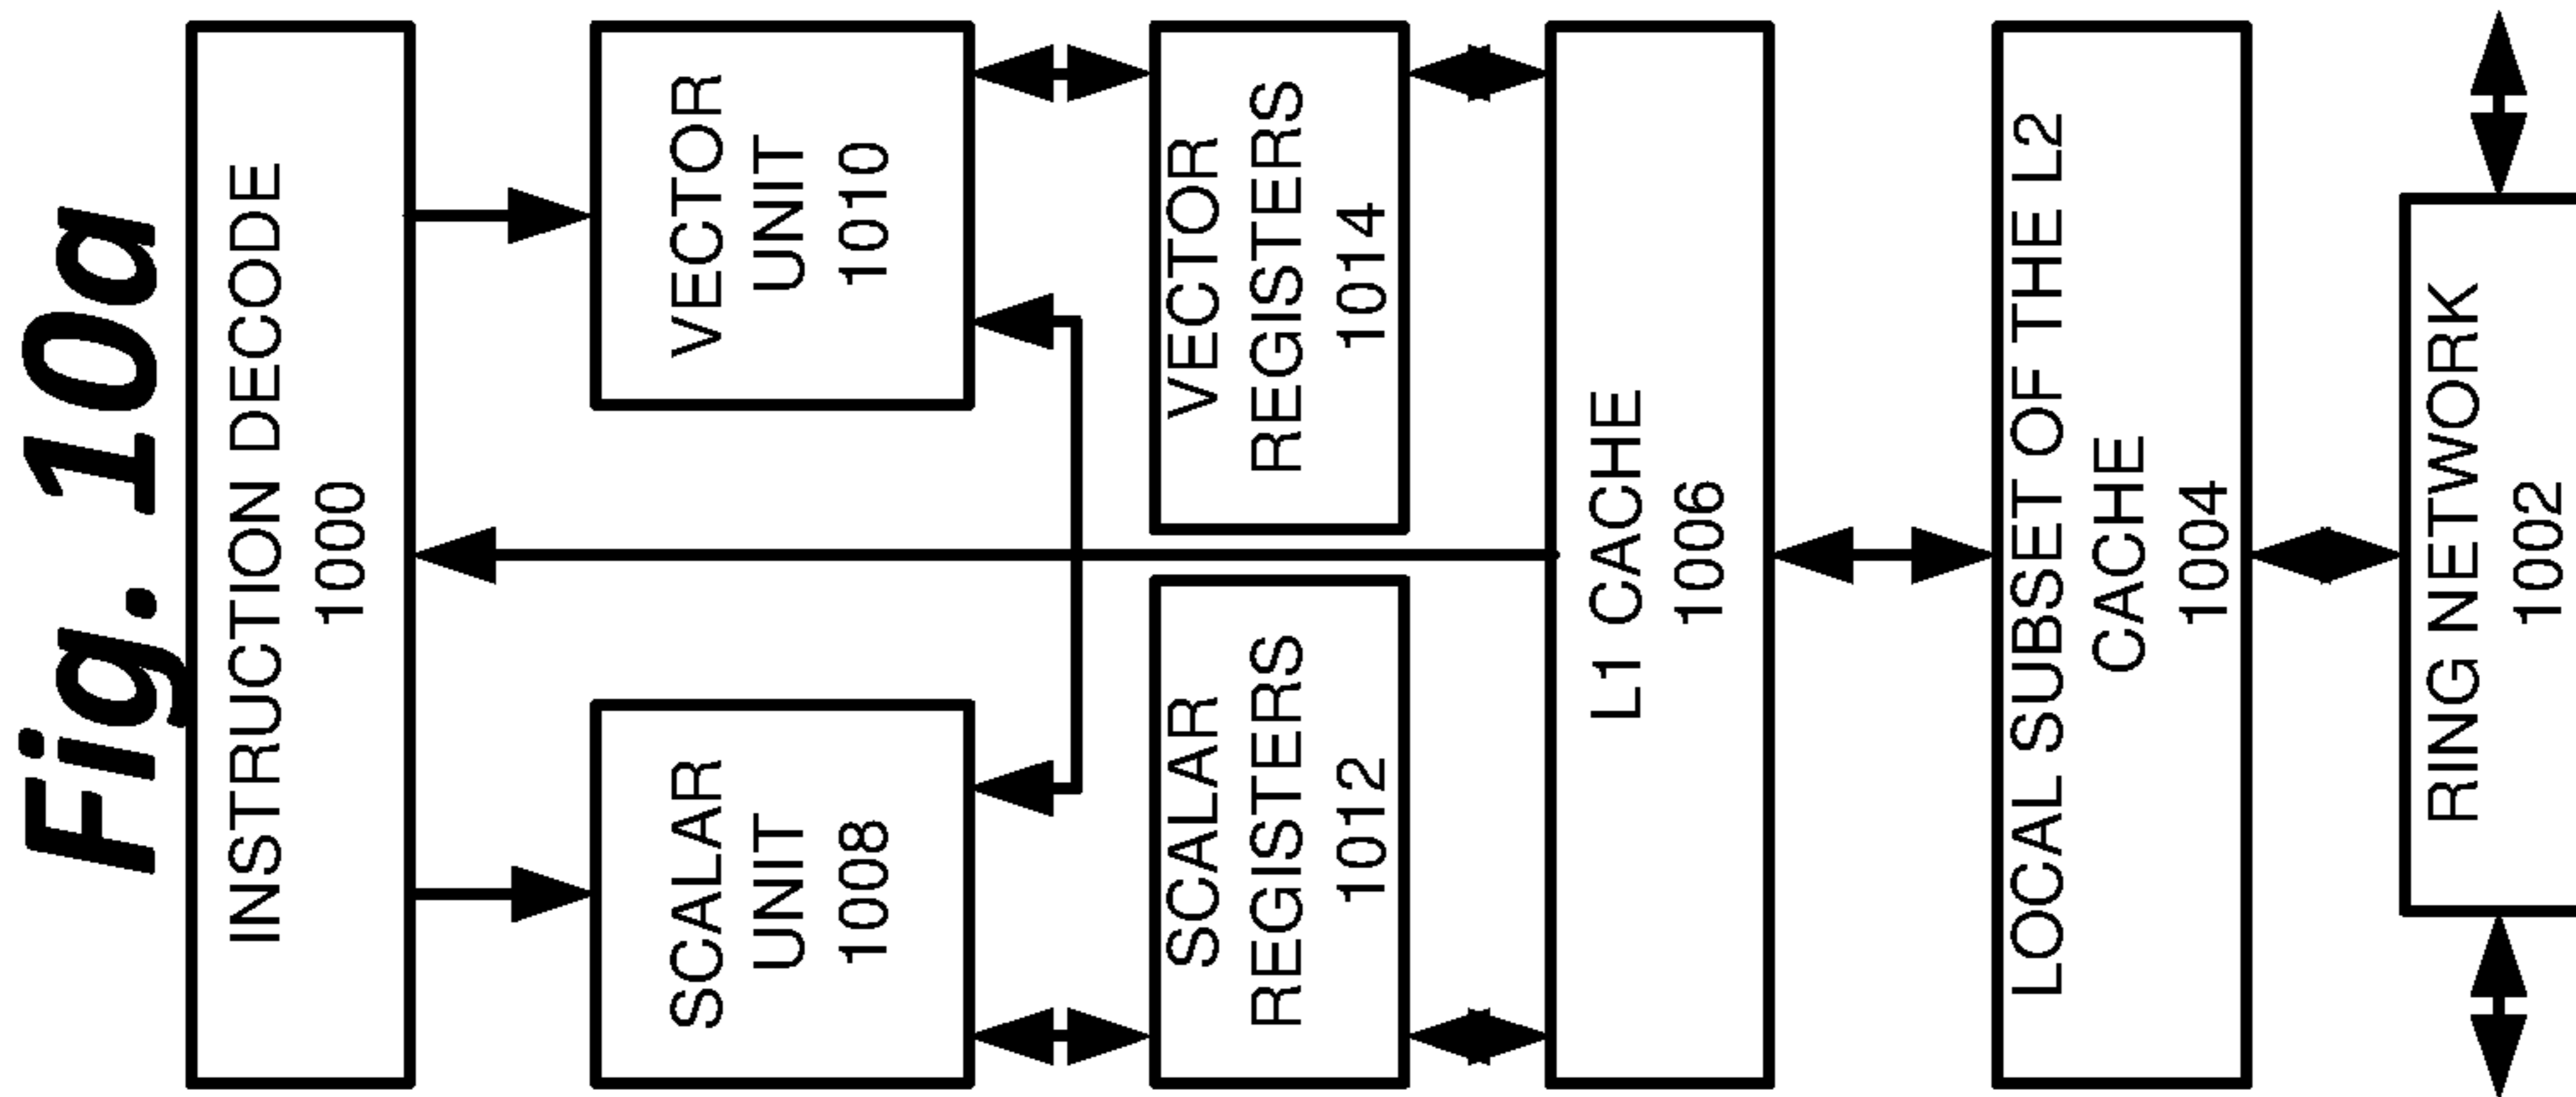 Fig. 10a
INSTRUCTION DECODE
1000
SCALAR
UNIT
1008
VECTOR
UNIT
1010
SCALAR
REGISTERS
1012
VECTOR
REGISTERS
1014
L1 CACHE
1006
LOCAL SUBSET OF THE L2
CACHE
1004
RING NETWORK
1002